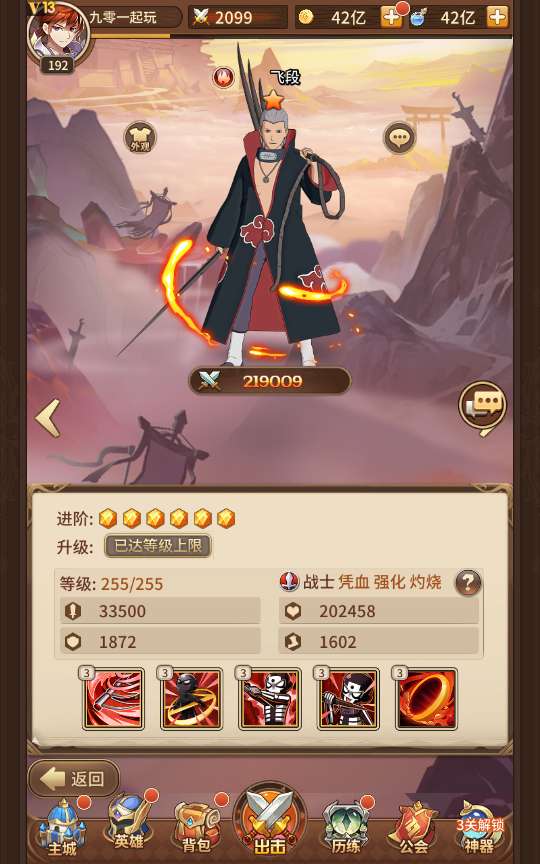 V13
九零一起玩
2099
42亿
42亿
192
飞段
外观
219009
进阶:
升级: 已达等级上限
等级: 255/255
战士 凭血 强化 灼烧
?
33500
202458
1872
1602
3
3
3
3
3
返回
3关解锁
主城
英雄
背包
出击
历练
公会
神器